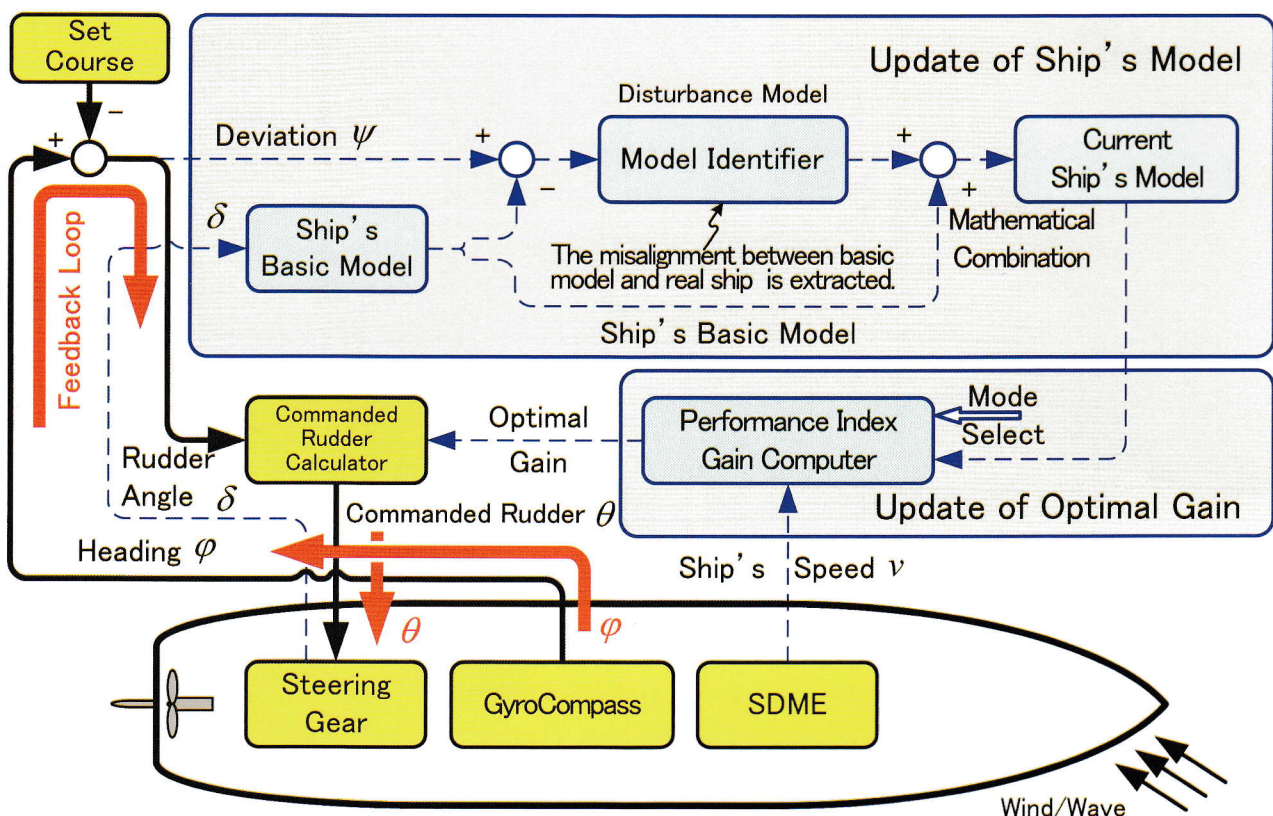 Set
Course
Update of Ship's Model
Disturbance Model
−
+
Deviation ψ
+
−
Model Identifier
+
+
Current
Ship's Model
δ
Ship's
Basic Model
Mathematical
Combination
The misalignment between basic
model and real ship is extracted.
Ship's Basic Model
Feedback Loop
Commanded
Rudder
Calculator
Optimal
Gain
Performance Index
Gain Computer
Mode
Select
Update of Optimal Gain
Rudder
Angle δ
Commanded Rudder θ
Heading φ
Ship's Speed v
θ
φ
Steering
Gear
GyroCompass
SDME
Wind/Wave